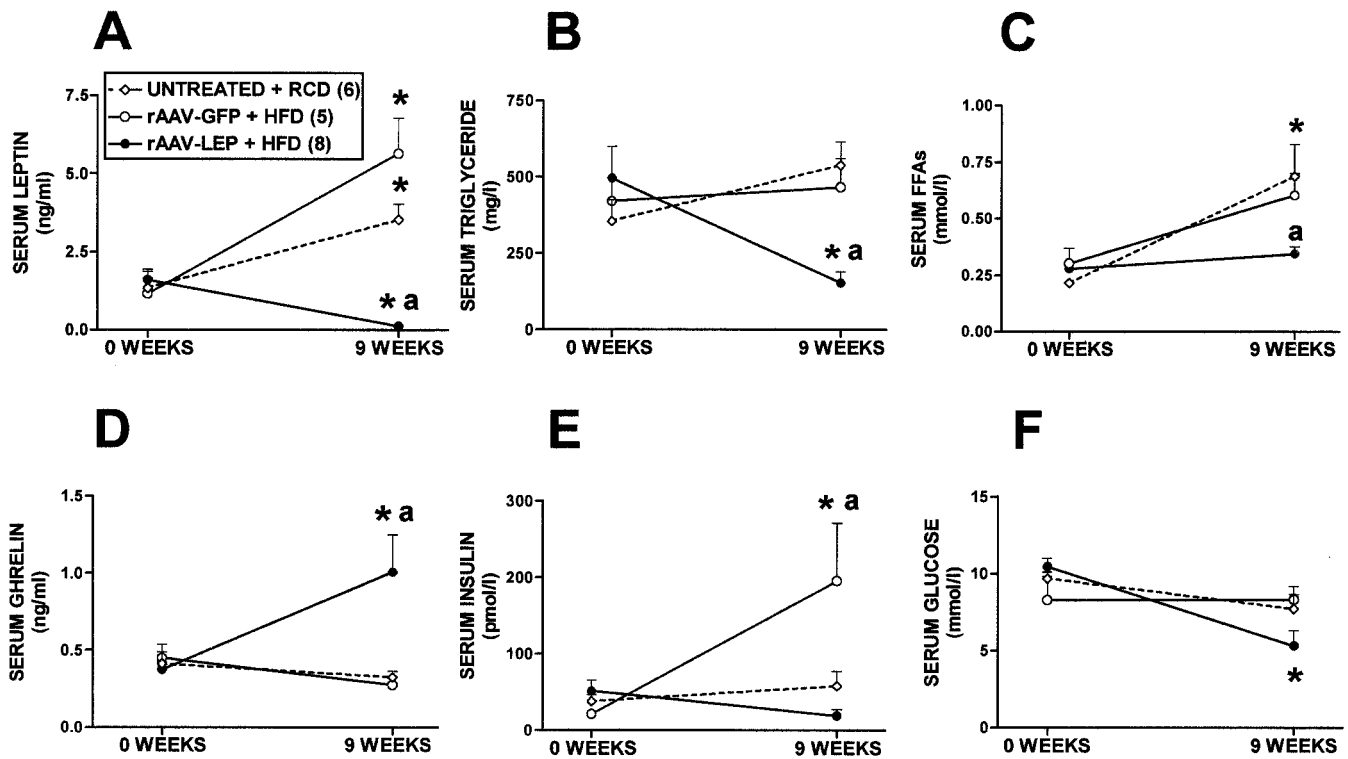 A
UNTREATED + RCD (6)
rAAV-GFP + HFD (5)
rAAV-LEP + HFD (8)
SERUM LEPTIN
(ng/ml)
7.5
5.0
2.5
0.0
*
*
* a
0 WEEKS
9 WEEKS
B
SERUM TRIGLYCERIDE
(mg/l)
750
500
250
0
* a
0 WEEKS
9 WEEKS
C
SERUM FFAs
(mmol/l)
1.00
0.75
0.50
0.25
0.00
*
a
0 WEEKS
9 WEEKS
D
SERUM GHRELIN
(ng/ml)
1.5
1.0
0.5
0.0
* a
0 WEEKS
9 WEEKS
E
SERUM INSULIN
(pmol/l)
300
200
100
0
* a
0 WEEKS
9 WEEKS
F
SERUM GLUCOSE
(mmol/l)
15
10
5
0
*
0 WEEKS
9 WEEKS